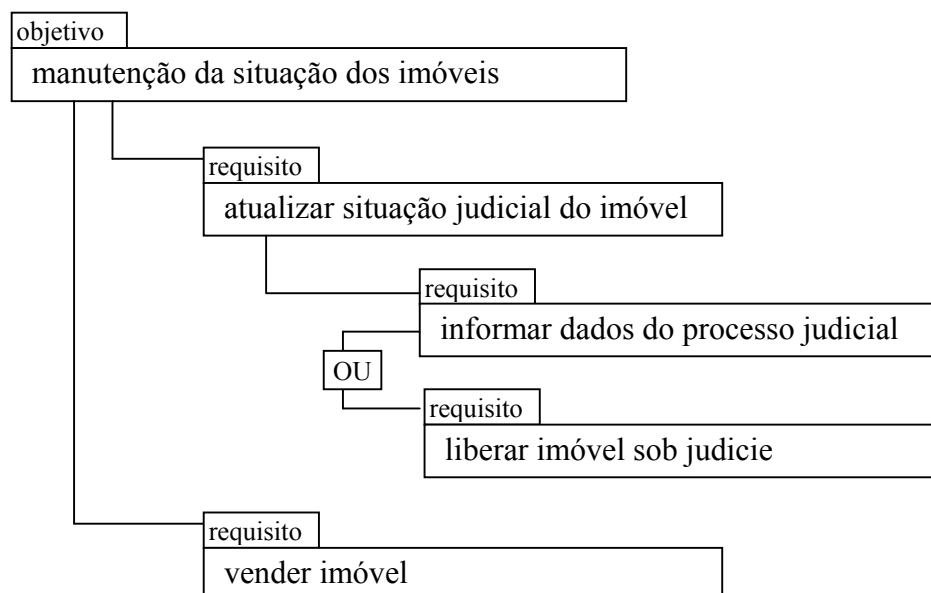 objetivo
manutenção da situação dos imóveis
requisito
atualizar situação judicial do imóvel
requisito
informar dados do processo judicial
OU
requisito
liberar imóvel sob judicie
requisito
vender imóvel